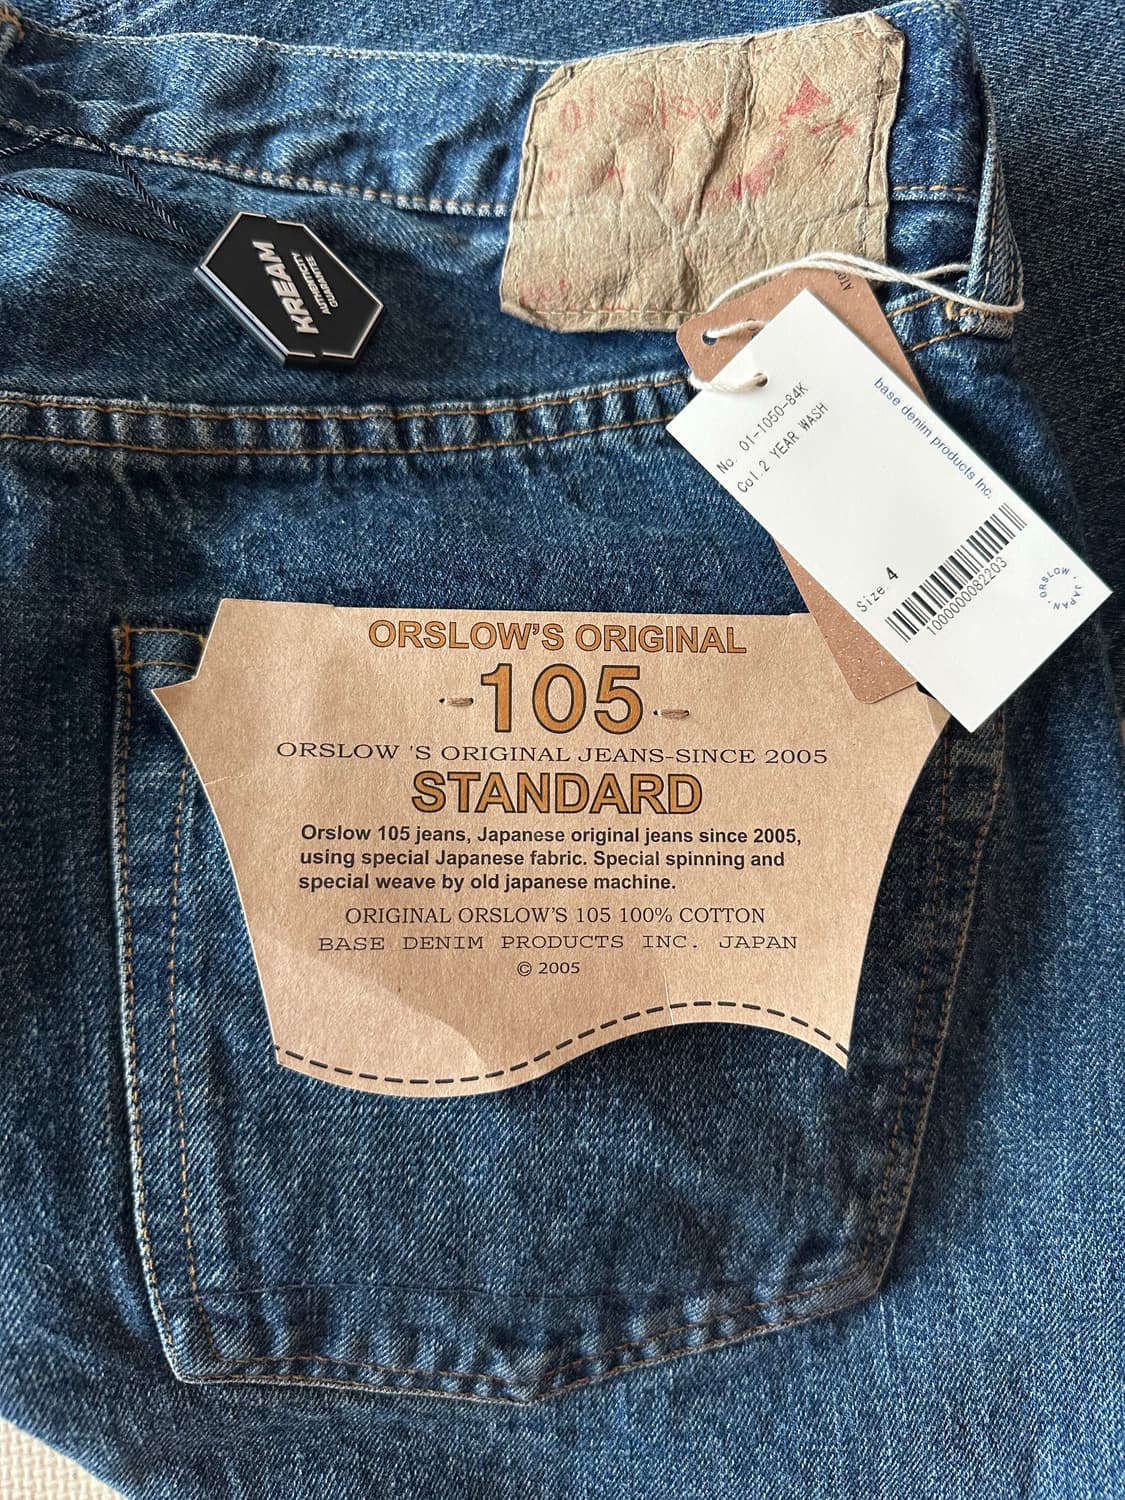 KREAM
AUTHENTICITY
GUARANTEE
base denim products Inc.
No. 01-1050-84K
Col.2 YEAR WASH
Size.4
1000000082203
ORSLOW · JAPAN
ORSLOW'S ORIGINAL
-105-
ORSLOW 'S ORIGINAL JEANS-SINCE 2005
STANDARD
Orslow 105 jeans, Japanese original jeans since 2005,
using special Japanese fabric. Special spinning and
special weave by old japanese machine.
ORIGINAL ORSLOW'S 105 100% COTTON
BASE DENIM PRODUCTS INC. JAPAN
© 2005